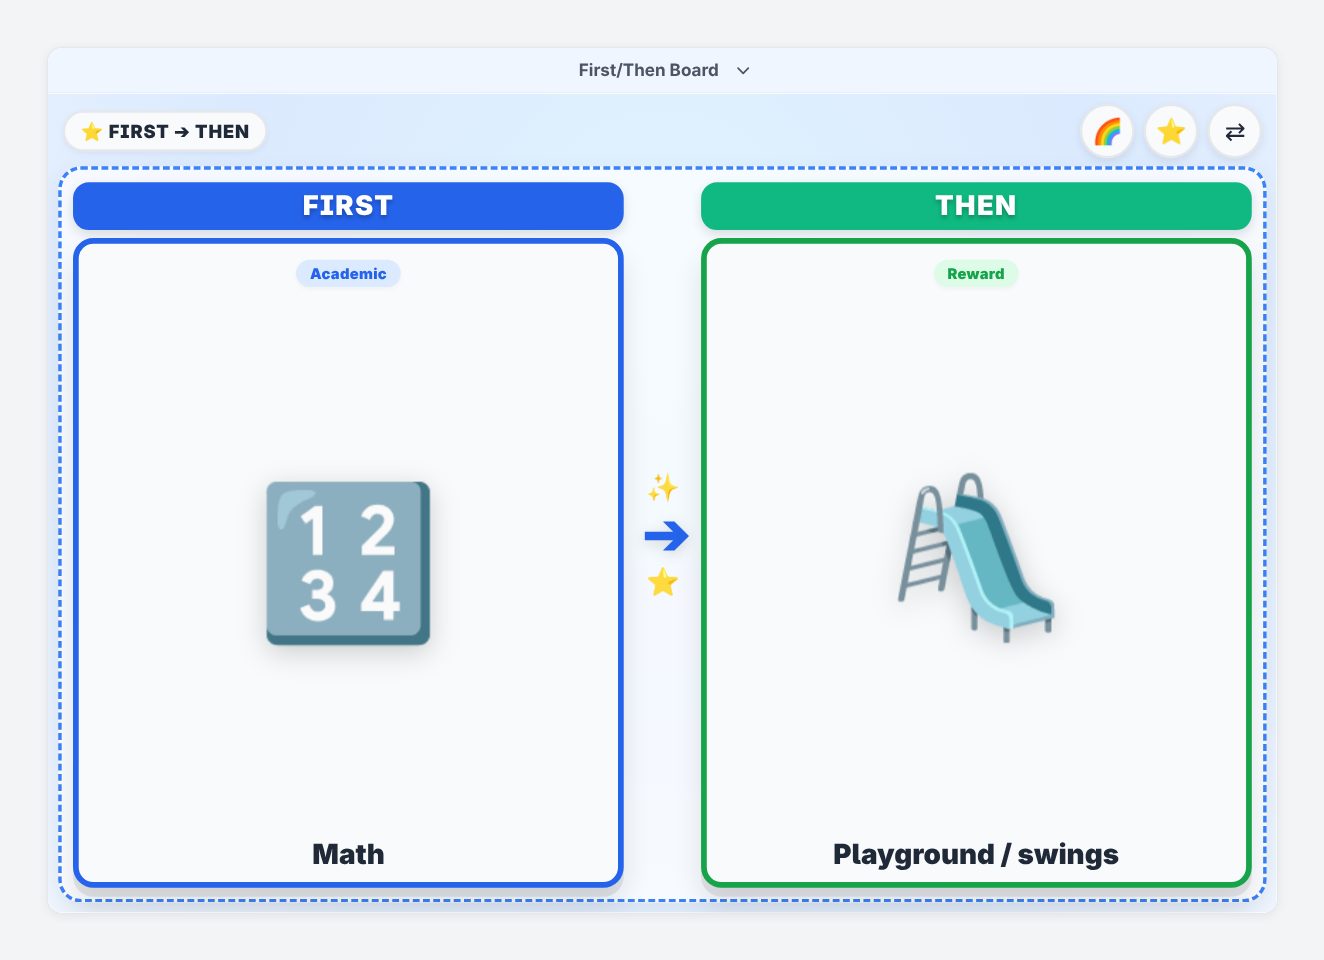 First/Then Board
⭐ FIRST ➔ THEN
FIRST
THEN
Academic
Reward
1 2
3 4
Math
Playground / swings